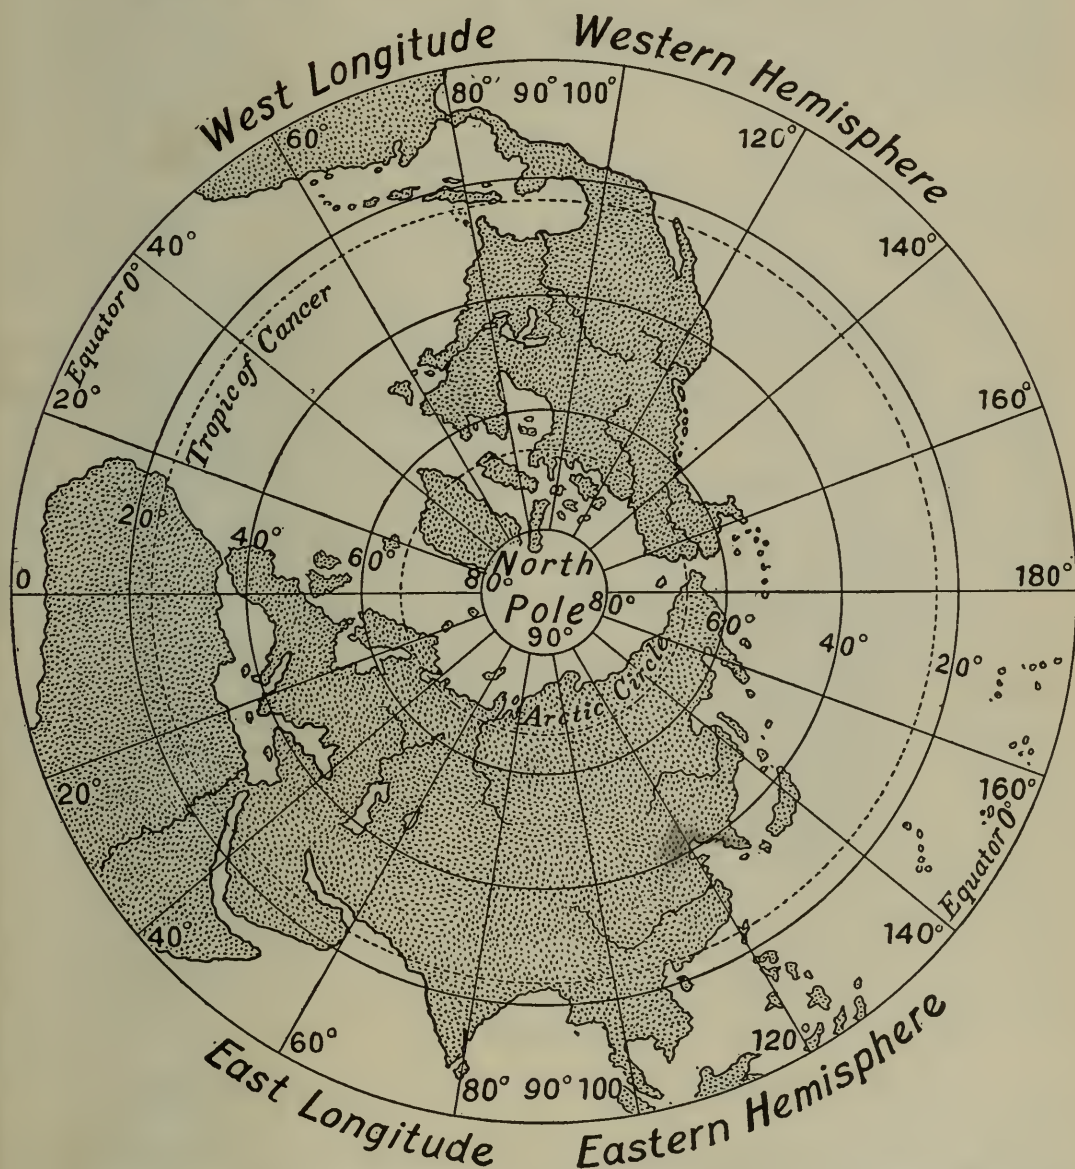 West Longitude
Western Hemisphere
80° 90° 100°
60°
120°
40°
140°
Equator 0°
Tropic of Cancer
20°
160°
20°
40°
60°
80°
North
Pole
90°
80°
0
180°
60°
40°
20°
Arctic Circle
20°
160°
Equator 0°
40°
140°
60°
120°
80° 90° 100
East Longitude
Eastern Hemisphere